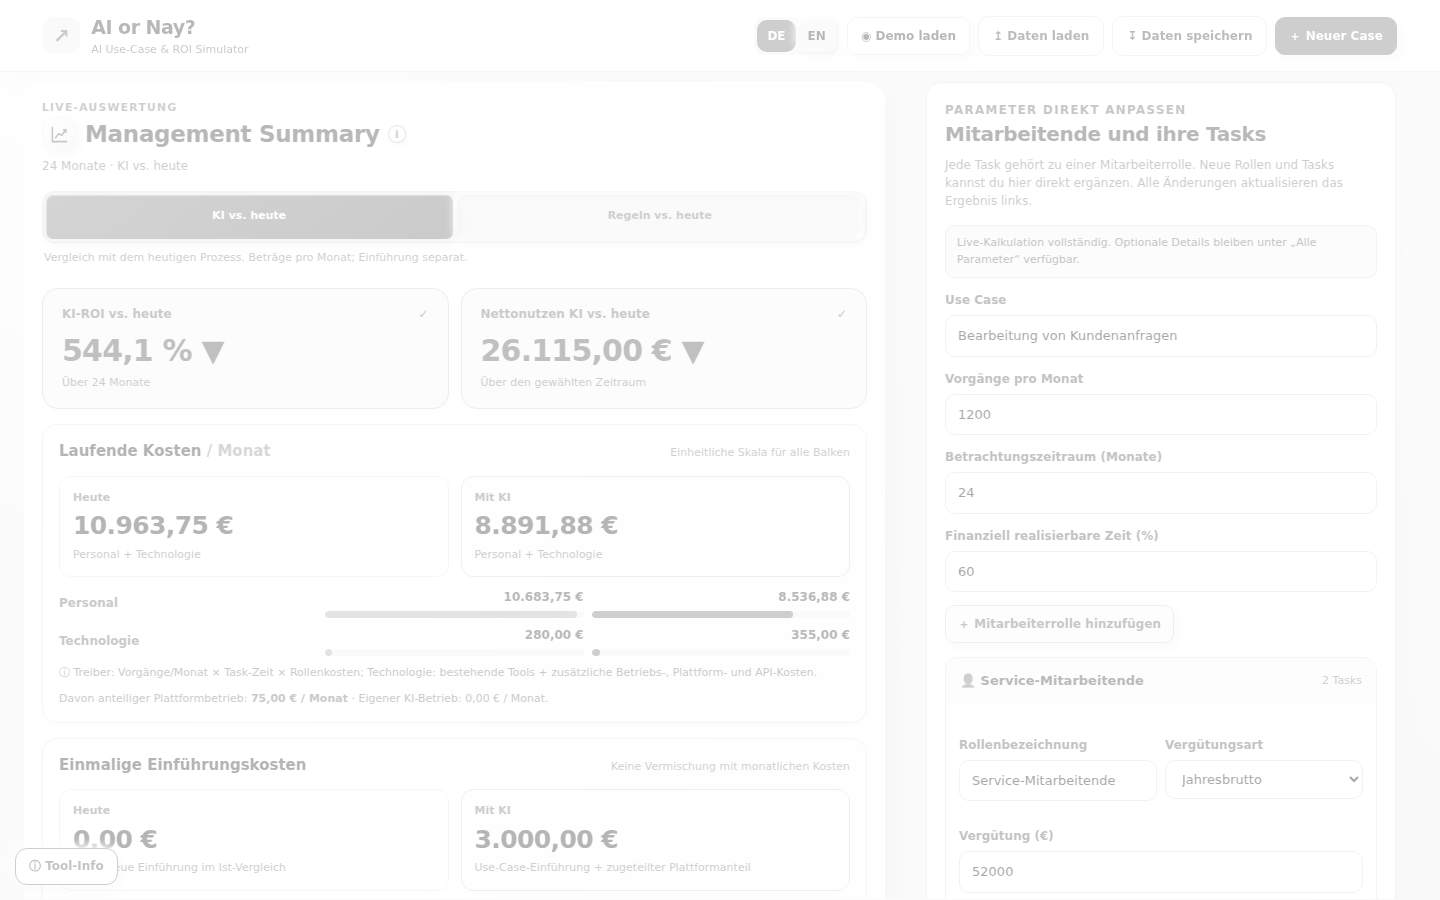 AI or Nay?
AI Use-Case & ROI Simulator
DE
EN
◉ Demo laden
↥ Daten laden
↧ Daten speichern
+ Neuer Case
LIVE-AUSWERTUNG
Management Summary
24 Monate · KI vs. heute
KI vs. heute
Regeln vs. heute
Vergleich mit dem heutigen Prozess. Beträge pro Monat; Einführung separat.
KI-ROI vs. heute ✓
544,1 % ▼
Über 24 Monate
Nettonutzen KI vs. heute ✓
26.115,00 € ▼
Über den gewählten Zeitraum
Laufende Kosten / Monat
Einheitliche Skala für alle Balken
Heute
10.963,75 €
Personal + Technologie
Mit KI
8.891,88 €
Personal + Technologie
Personal
10.683,75 €
8.536,88 €
Technologie
280,00 €
355,00 €
ⓘ Treiber: Vorgänge/Monat × Task-Zeit × Rollenkosten; Technologie: bestehende Tools + zusätzliche Betriebs-, Plattform- und API-Kosten.
Davon anteiliger Plattformbetrieb: 75,00 € / Monat · Eigener KI-Betrieb: 0,00 € / Monat.
Einmalige Einführungskosten
Keine Vermischung mit monatlichen Kosten
Heute
0,00 €
eue Einführung im Ist-Vergleich
Mit KI
3.000,00 €
Use-Case-Einführung + zugeteilter Plattformanteil
ⓘ Tool-Info
PARAMETER DIREKT ANPASSEN
Mitarbeitende und ihre Tasks
Jede Task gehört zu einer Mitarbeiterrolle. Neue Rollen und Tasks
kannst du hier direkt ergänzen. Alle Änderungen aktualisieren das
Ergebnis links.
Live-Kalkulation vollständig. Optionale Details bleiben unter „Alle
Parameter“ verfügbar.
Use Case
Bearbeitung von Kundenanfragen
Vorgänge pro Monat
1200
Betrachtungszeitraum (Monate)
24
Finanziell realisierbare Zeit (%)
60
+ Mitarbeiterrolle hinzufügen
Service-Mitarbeitende
2 Tasks
Rollenbezeichnung
Vergütungsart
Service-Mitarbeitende
Jahresbrutto
Vergütung (€)
52000